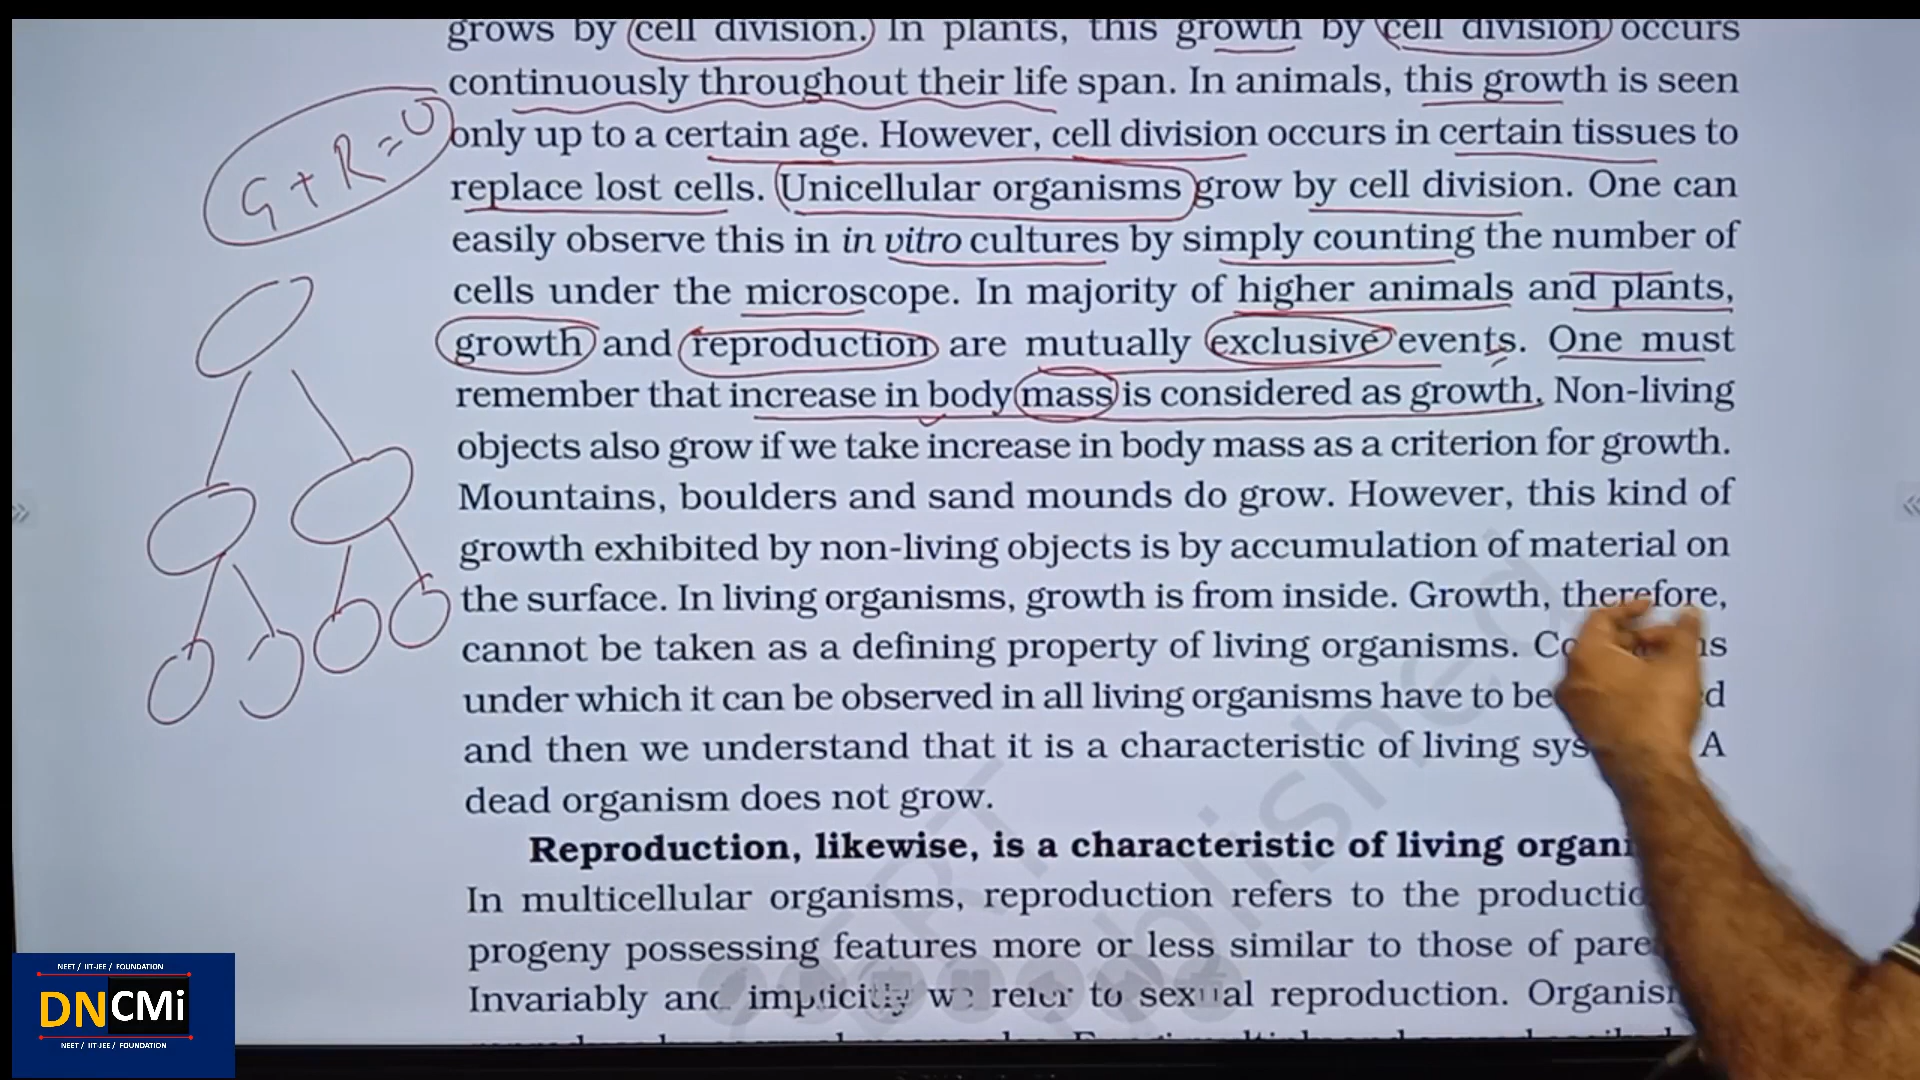 grows by cell division. In plants, this growth by cell division occurs
continuously throughout their life span. In animals, this growth is seen
only up to a certain age. However, cell division occurs in certain tissues to
replace lost cells. Unicellular organisms grow by cell division. One can
easily observe this in in vitro cultures by simply counting the number of
cells under the microscope. In majority of higher animals and plants,
growth and reproduction are mutually exclusive events. One must
remember that increase in body mass is considered as growth. Non-living
objects also grow if we take increase in body mass as a criterion for growth.
Mountains, boulders and sand mounds do grow. However, this kind of
growth exhibited by non-living objects is by accumulation of material on
the surface. In living organisms, growth is from inside. Growth, therefore,
cannot be taken as a defining property of living organisms.
under which it can be observed in all living organisms have to be
and then we understand that it is a characteristic of living A
dead organism does not grow.
Reproduction, likewise, is a characteristic of living
In multicellular organisms, reproduction refers to the
progeny possessing features more or less similar to those of
Invariably and implicitly we refer to sexual reproduction.
G + R = U
NEET / IIT-JEE / FOUNDATION
DNCMi
NEET / IIT JEE / FOUNDATION